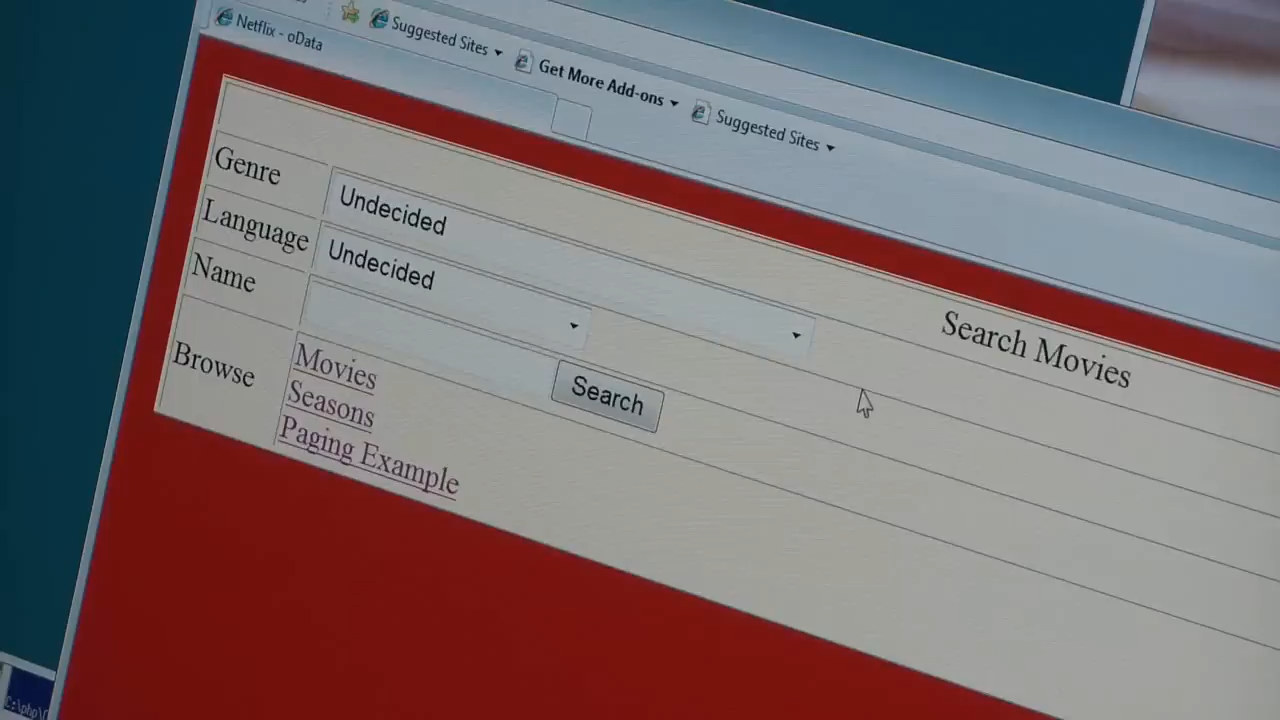 Suggested Sites
Get More Add-ons
Suggested Sites
Netflix - oData
Search Movies
Genre
Undecided
Language
Undecided
Name
Search
Browse
Movies
Seasons
Paging Example